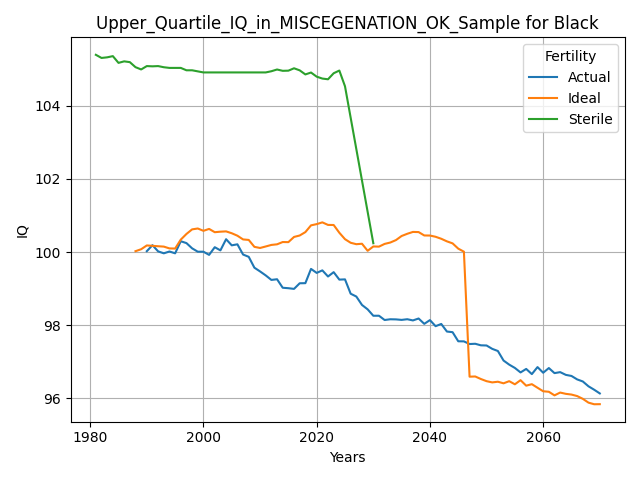 Upper_Quartile_IQ_in_MISCEGENATION_OK_Sample for Black
Fertility
Actual
Ideal
Sterile
IQ
104
102
100
98
96
1980
2000
2020
2040
2060
Years